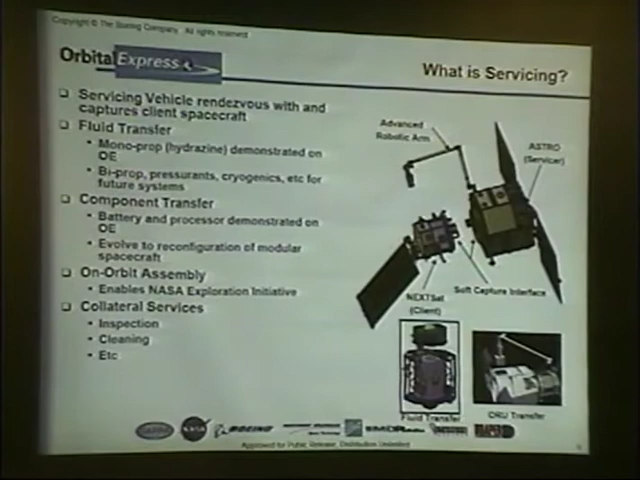 Copyright © The Boeing Company. All rights reserved
Orbital Express
What is Servicing?
❑ Servicing Vehicle rendezvous with and
captures client spacecraft
❑ Fluid Transfer
• Mono-prop (hydrazine) demonstrated on
OE
• Bi-prop, pressurants, cryogenics, etc for
future systems
❑ Component Transfer
• Battery and processor demonstrated on
OE
• Evolve to reconfiguration of modular
spacecraft
❑ On-Orbit Assembly
• Enables NASA Exploration Initiative
❑ Collateral Services
• Inspection
• Cleaning
• Etc
Advanced
Robotic Arm
ASTRO
(Servicer)
Soft Capture Interface
NEXTSat
(Client)
Fluid Transfer
ORU Transfer
NASA
BOEING
Approved for Public Release, Distribution Unlimited